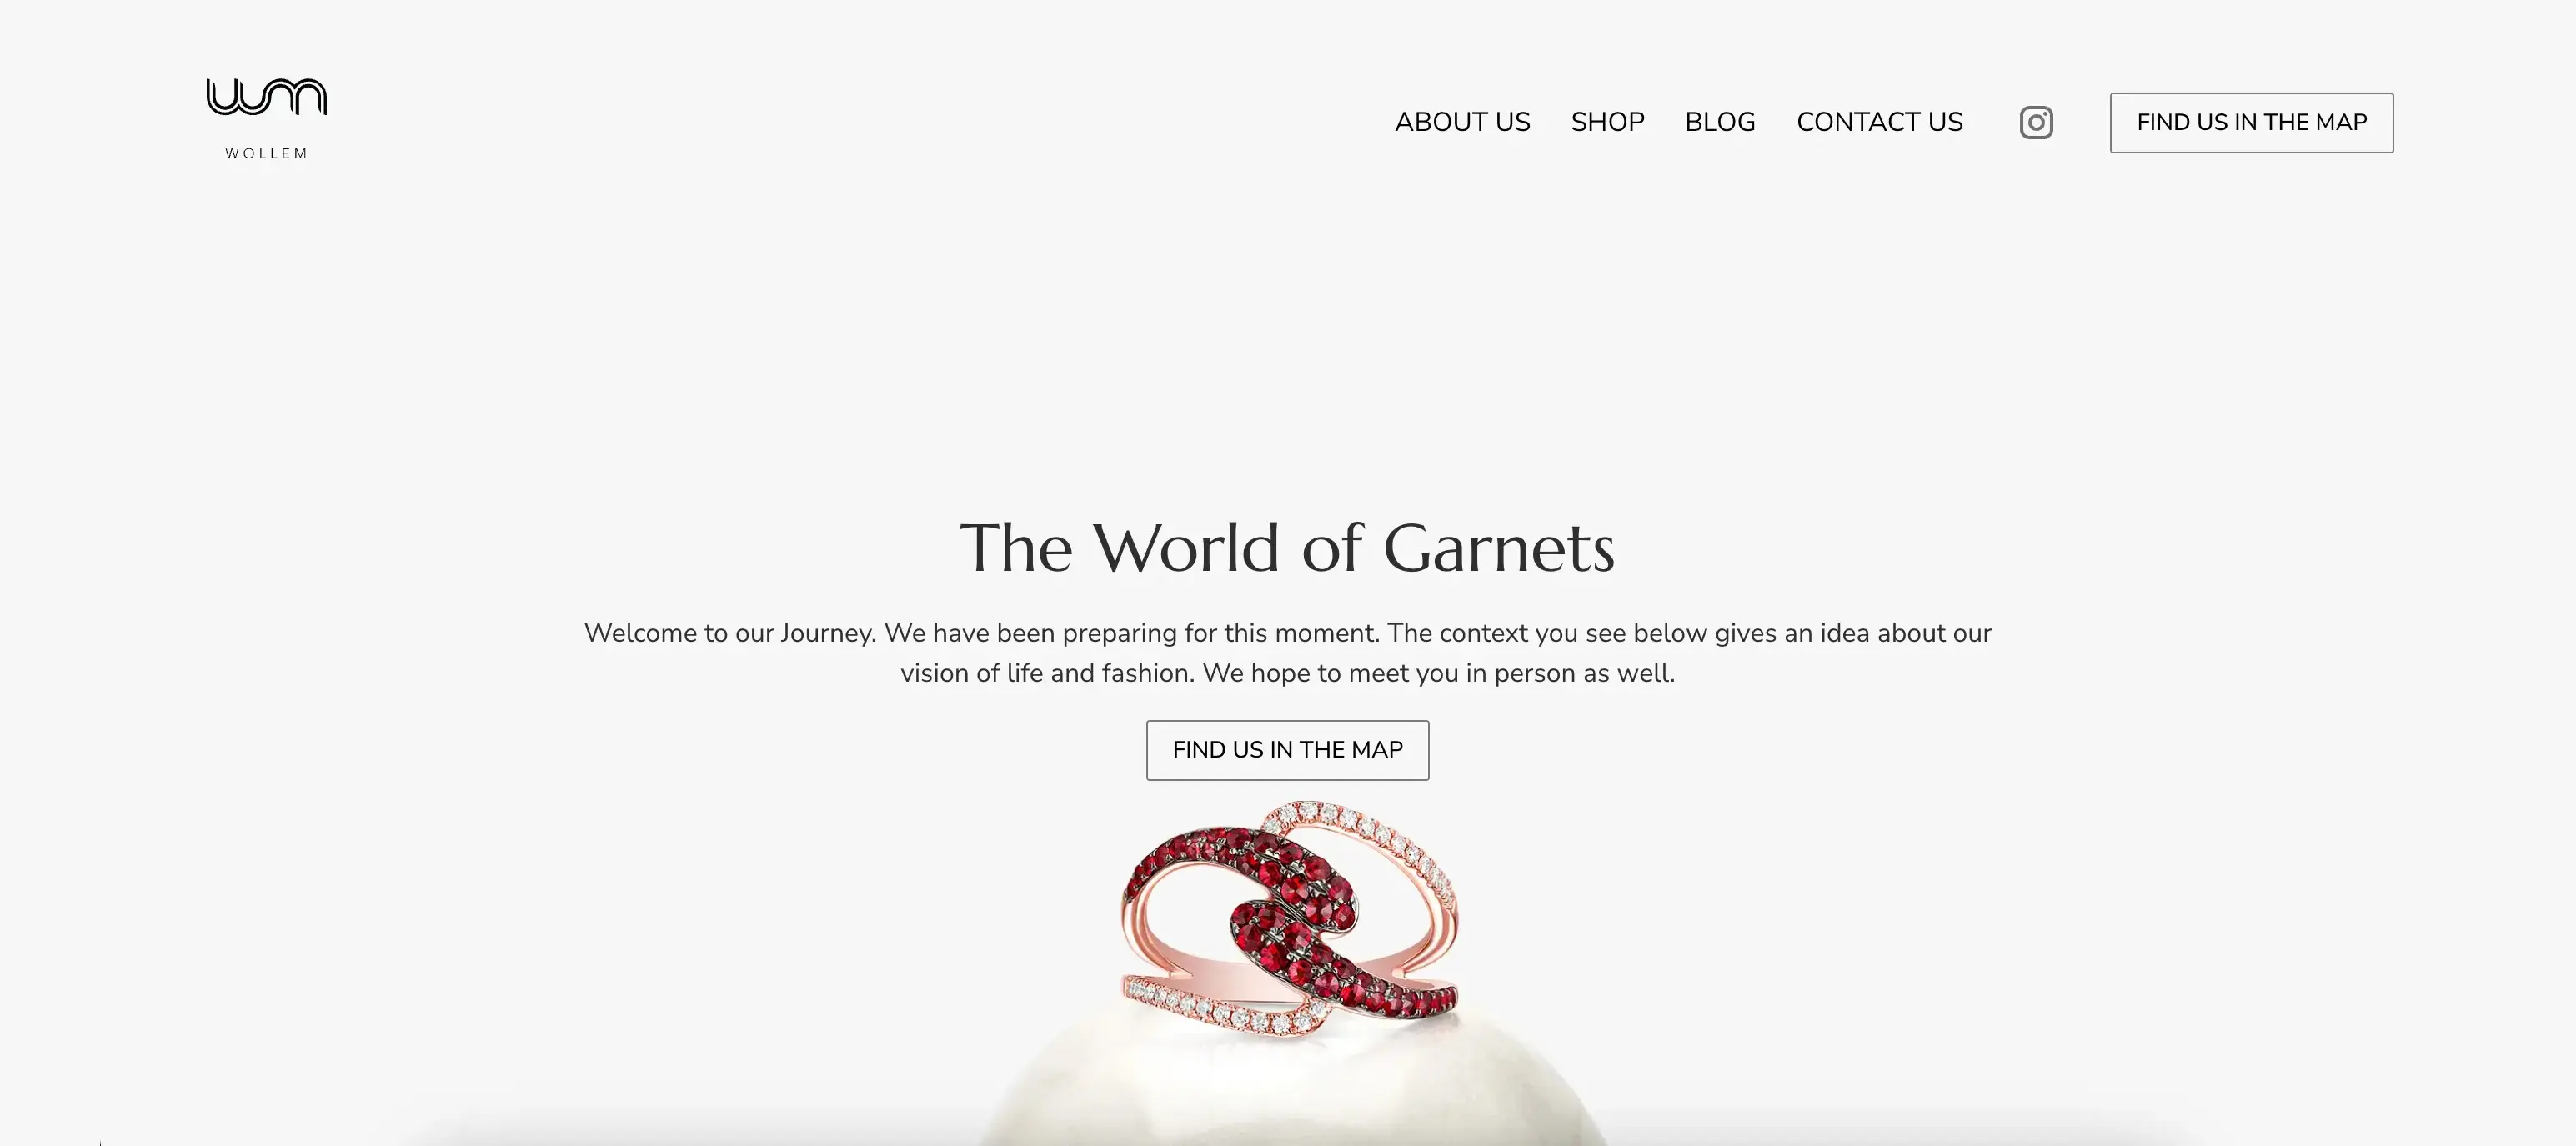 WOLLEM
ABOUT US SHOP BLOG CONTACT US FIND US IN THE MAP
The World of Garnets
Welcome to our Journey. We have been preparing for this moment. The context you see below gives an idea about our
vision of life and fashion. We hope to meet you in person as well.
FIND US IN THE MAP